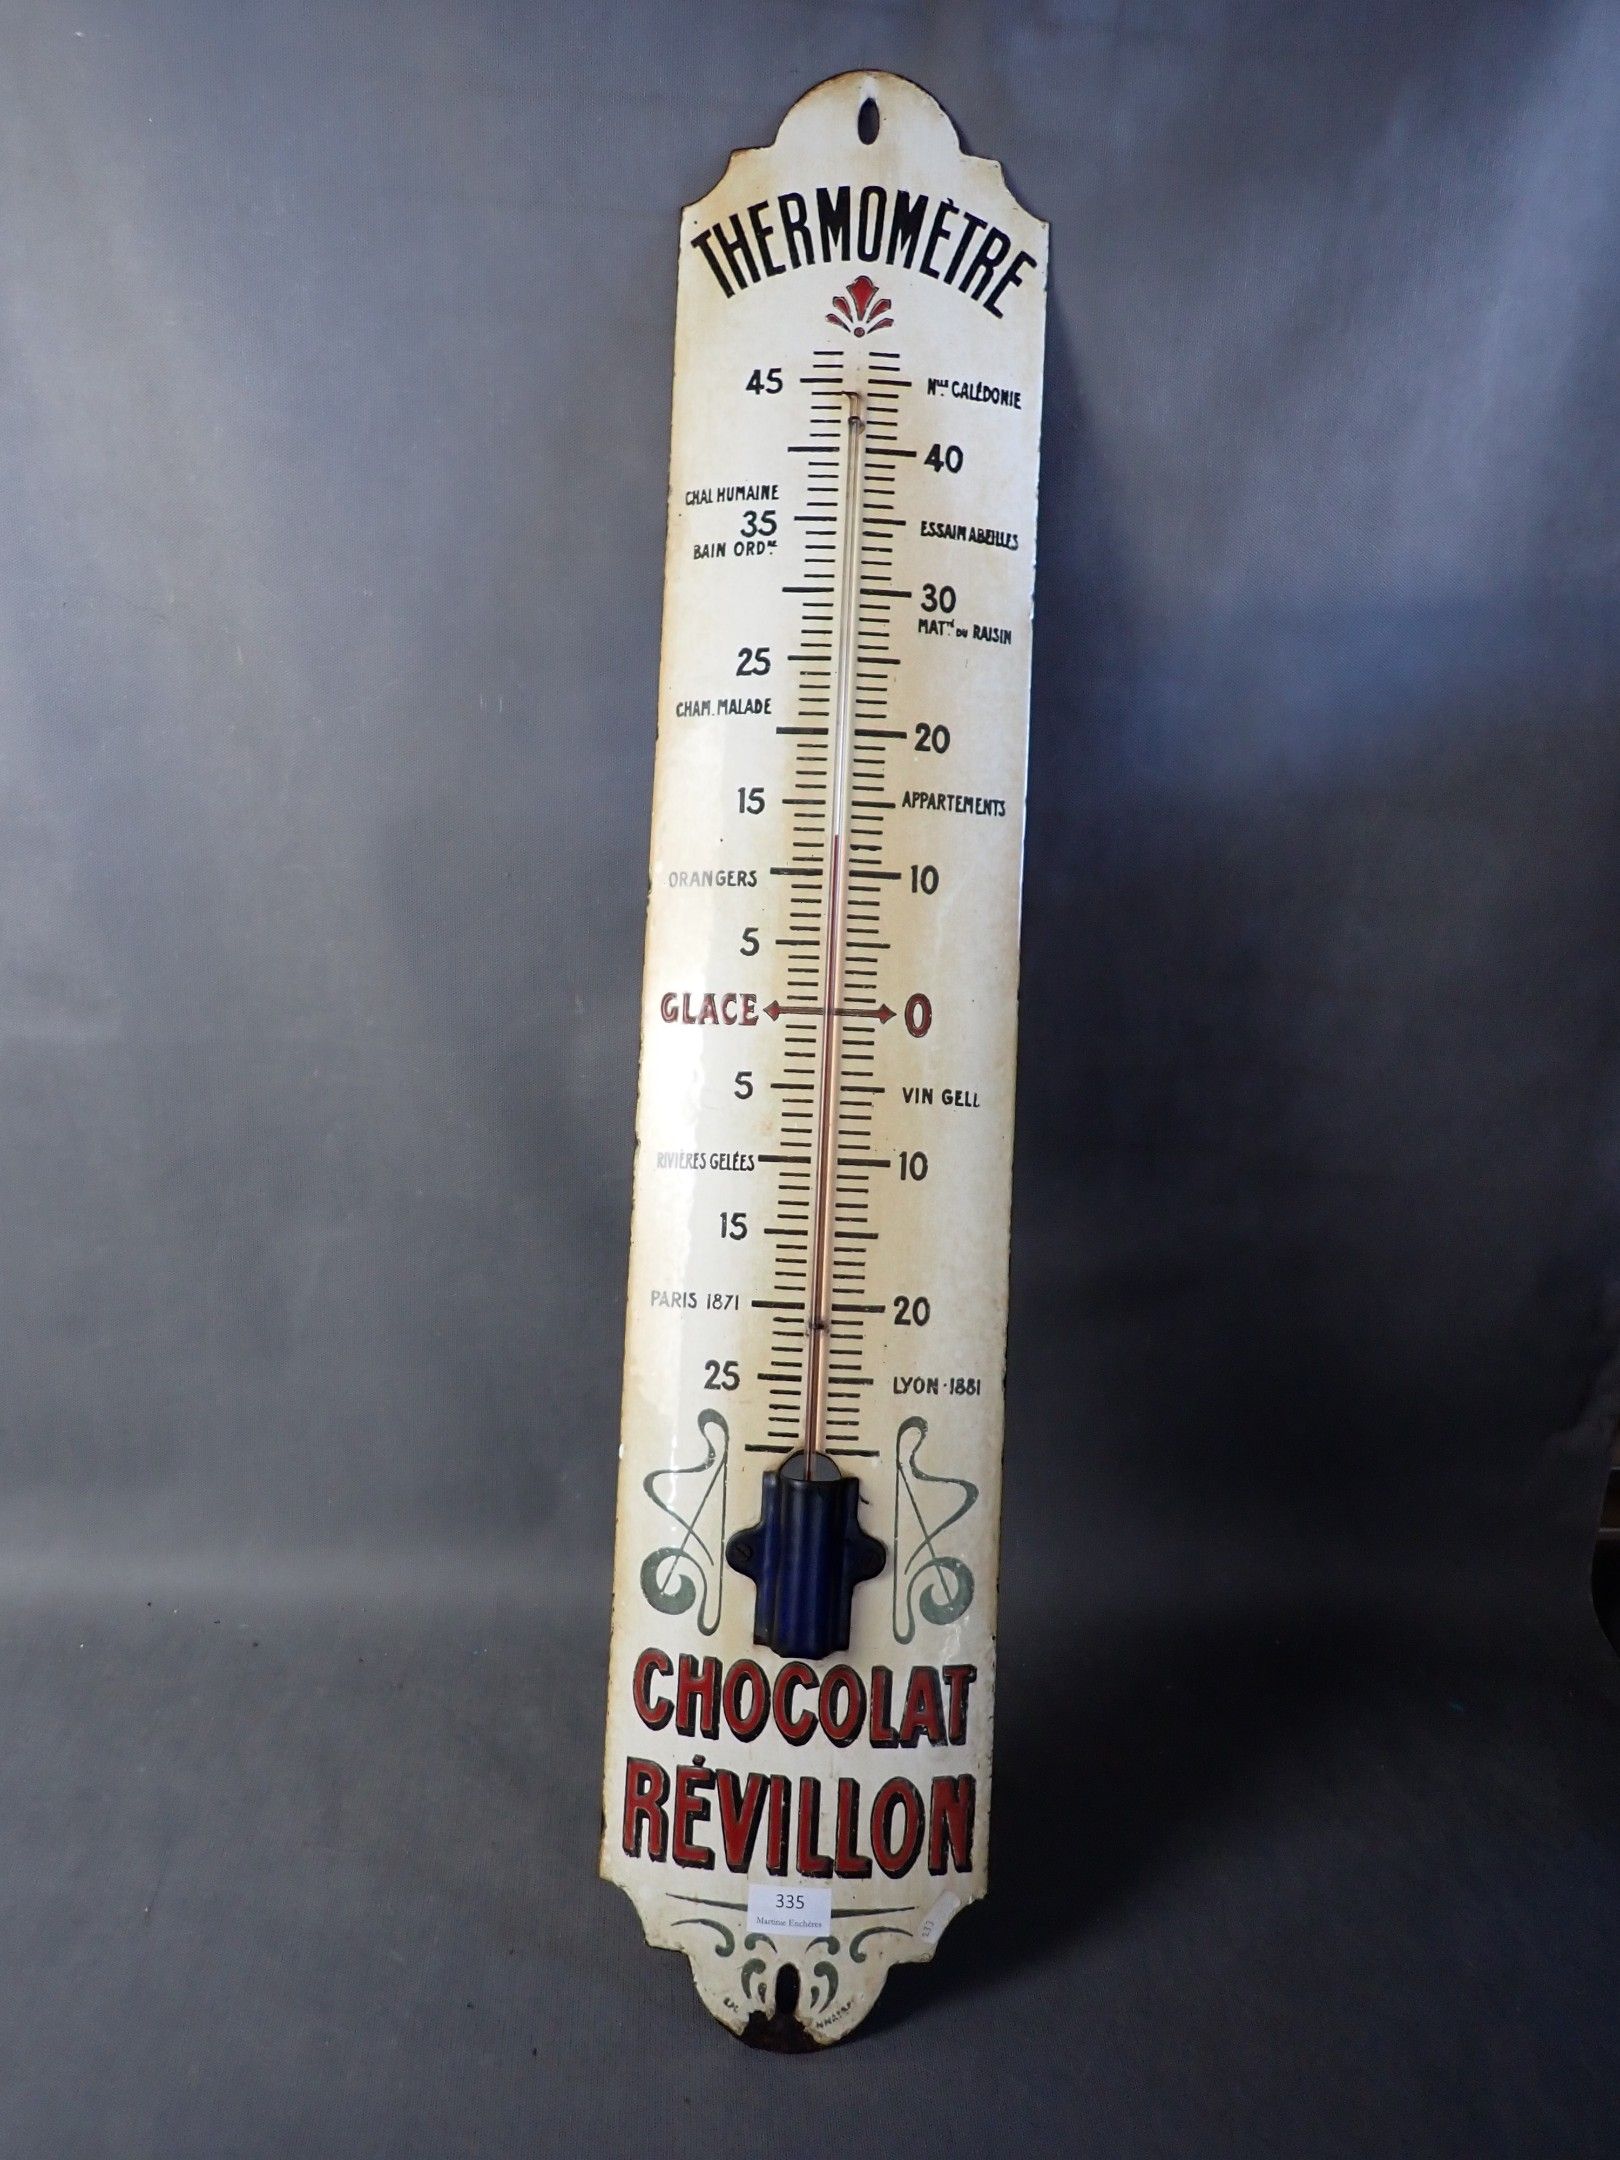 THERMOMÈTRE
45 Nlle CALÉDONIE
40
CHAL HUMAINE
35 ESSAIM ABEILLES
BAIN ORDRE
30
MATON DU RAISIN
25
CHAM. MALADE
20
15 APPARTEMENTS
ORANGERS 10
5
GLACE 0
5 VIN GELÉ
RIVIÈRES GELÉES 10
15
PARIS 1871 20
25 LYON - 1881
CHOCOLAT
RÉVILLON
335
Martinie Enchères